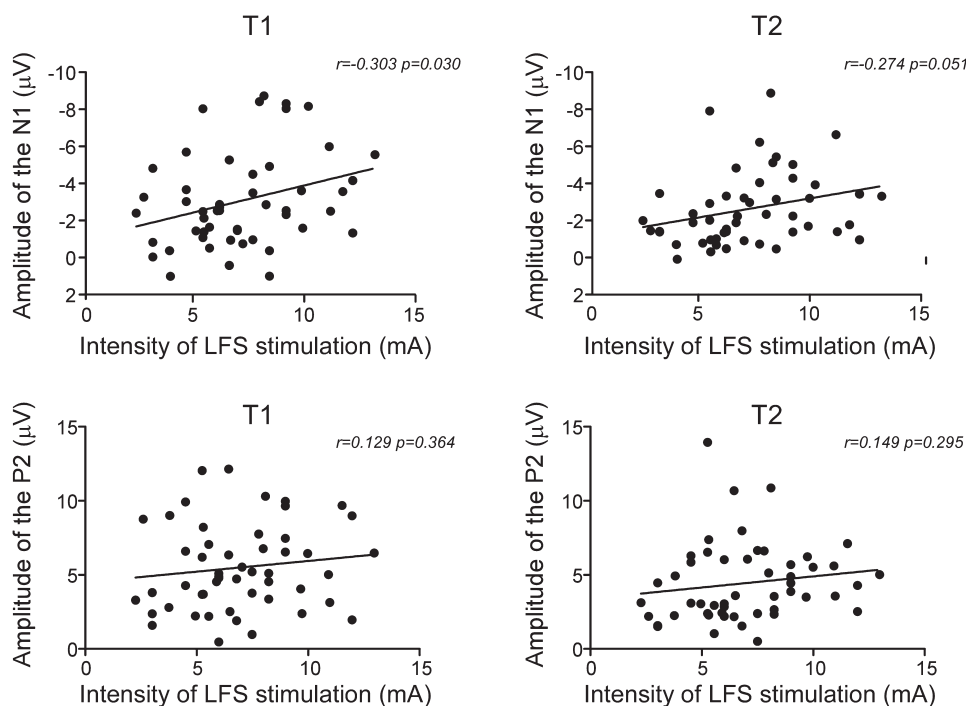 T1
r=-0.303 p=0.030
Amplitude of the N1 (μV)
-10
-8
-6
-4
-2
0
2
0 5 10 15
Intensity of LFS stimulation (mA)
T2
r=-0.274 p=0.051
Amplitude of the N1 (μV)
-10
-8
-6
-4
-2
0
2
0 5 10 15
Intensity of LFS stimulation (mA)
T1
r=0.129 p=0.364
Amplitude of the P2 (μV)
15
10
5
0
0 5 10 15
Intensity of LFS stimulation (mA)
T2
r=0.149 p=0.295
Amplitude of the P2 (μV)
15
10
5
0
0 5 10 15
Intensity of LFS stimulation (mA)